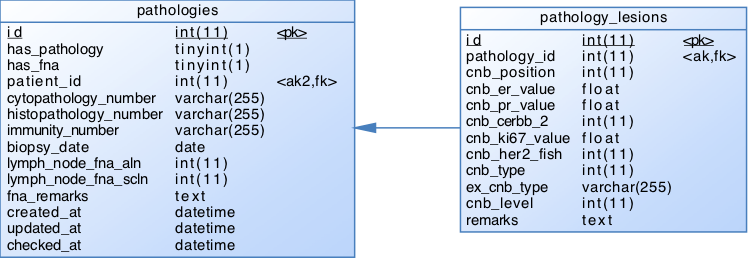 pathologies
id int(11) <pk>
has_pathology tinyint(1)
has_fna tinyint(1)
patient_id int(11) <ak2,fk>
cytopathology_number varchar(255)
histopathology_number varchar(255)
immunity_number varchar(255)
biopsy_date date
lymph_node_fna_aln int(11)
lymph_node_fna_scln int(11)
fna_remarks text
created_at datetime
updated_at datetime
checked_at datetime
pathology_lesions
id int(11) <pk>
pathology_id int(11) <ak,fk>
cnb_position int(11)
cnb_er_value float
cnb_pr_value float
cnb_cerbb_2 int(11)
cnb_ki67_value float
cnb_her2_fish int(11)
cnb_type int(11)
ex_cnb_type varchar(255)
cnb_level int(11)
remarks text